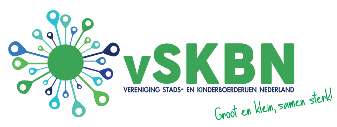 vSKBN
VERENIGING STADS- EN KINDERBOERDERIJEN NEDERLAND
Groot en klein, samen sterk!